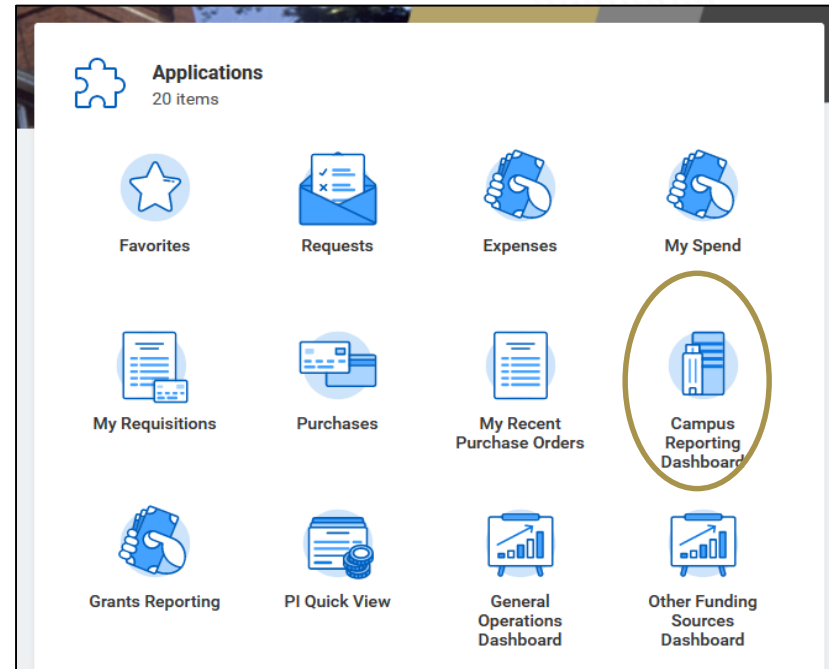 Applications
20 items
Favorites
Requests
Expenses
My Spend
My Requisitions
Purchases
My Recent
Purchase Orders
Campus
Reporting
Dashboard
Grants Reporting
PI Quick View
General
Operations
Dashboard
Other Funding
Sources
Dashboard